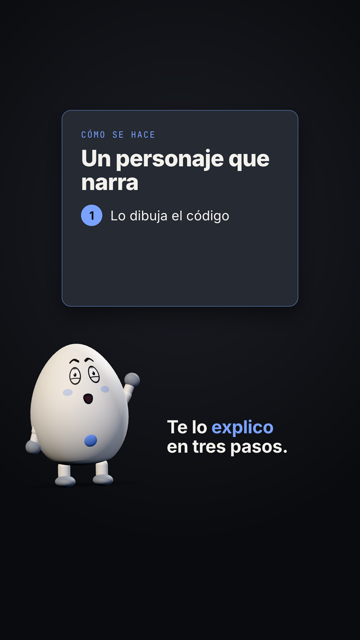 CÓMO SE HACE
Un personaje que
narra
1 Lo dibuja el código
Te lo explico
en tres pasos.